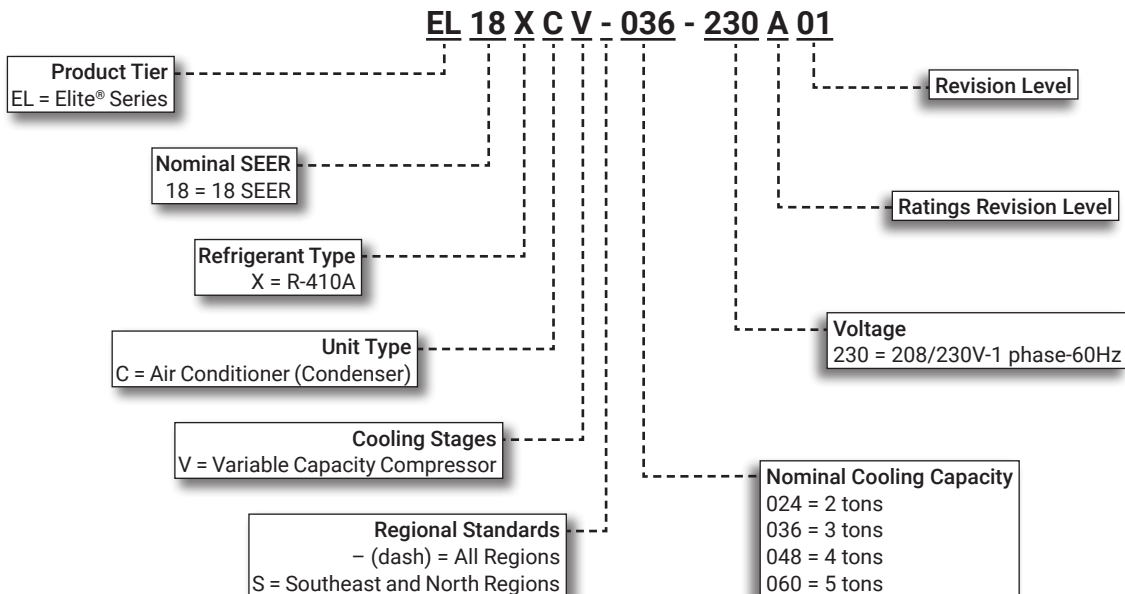 EL 18 X C V - 036 - 230 A 01
Product Tier
EL = Elite® Series
Revision Level
Nominal SEER
18 = 18 SEER
Ratings Revision Level
Refrigerant Type
X = R-410A
Voltage
230 = 208/230V-1 phase-60Hz
Unit Type
C = Air Conditioner (Condenser)
Cooling Stages
V = Variable Capacity Compressor
Nominal Cooling Capacity
024 = 2 tons
036 = 3 tons
048 = 4 tons
060 = 5 tons
Regional Standards
– (dash) = All Regions
S = Southeast and North Regions